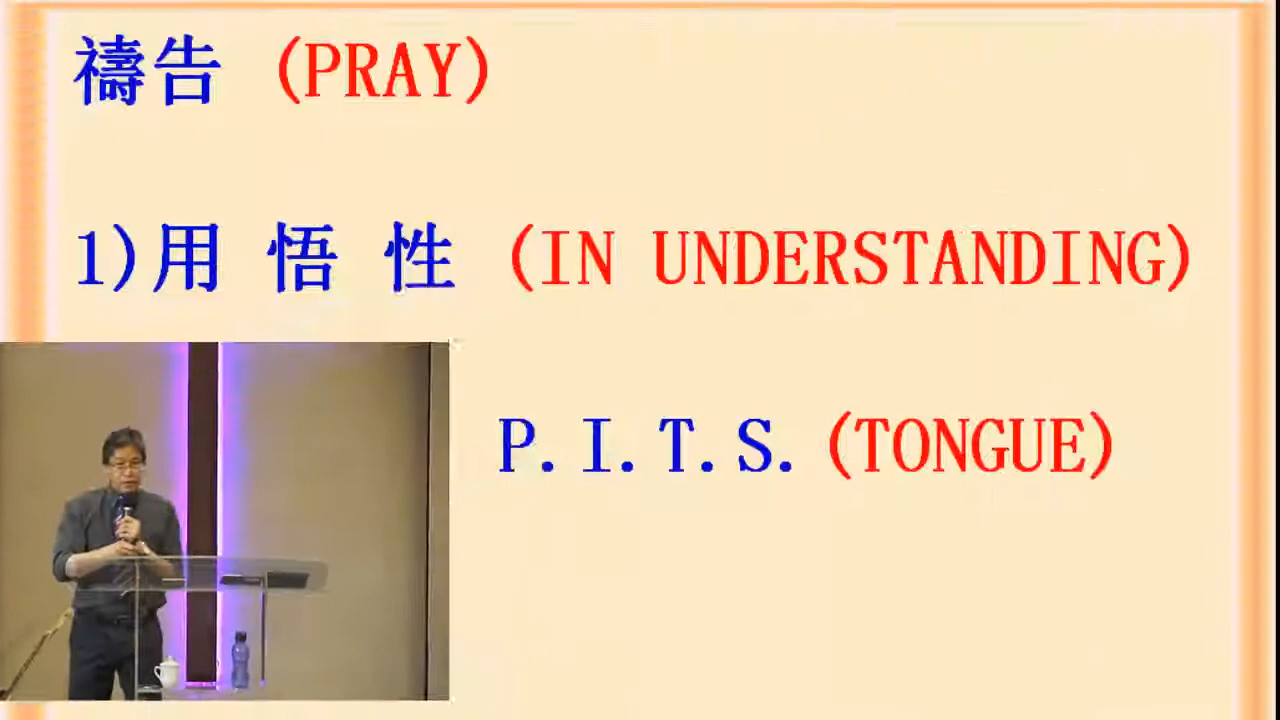 禱告 (PRAY)
1)用 悟 性 (IN UNDERSTANDING)
P.I.T.S.(TONGUE)